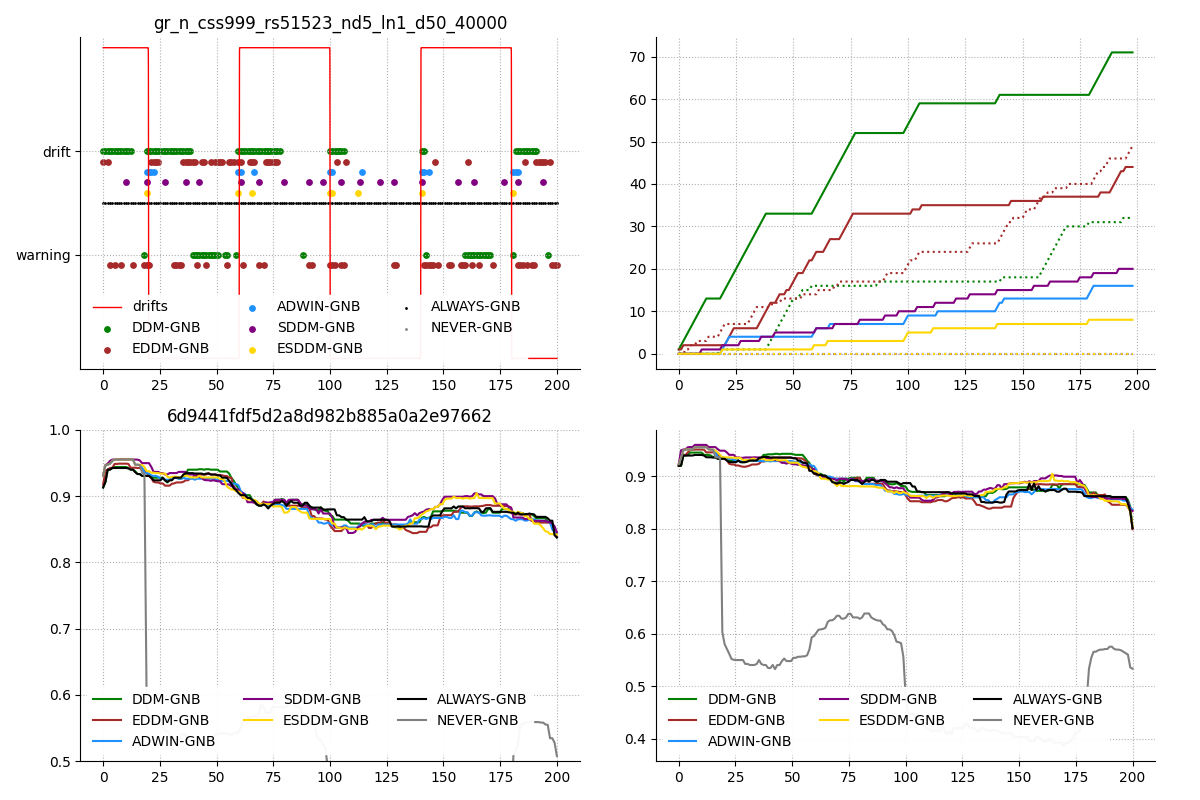 gr_n_css999_rs51523_nd5_ln1_d50_40000
drift
warning
drifts
DDM-GNB
EDDM-GNB
ADWIN-GNB
SDDM-GNB
ESDDM-GNB
ALWAYS-GNB
NEVER-GNB
0 25 50 75 100 125 150 175 200
70
60
50
40
30
20
10
0
0 25 50 75 100 125 150 175 200
6d9441fdf5d2a8d982b885a0a2e97662
1.0
0.9
0.8
0.7
0.6
0.5
DDM-GNB
EDDM-GNB
ADWIN-GNB
SDDM-GNB
ESDDM-GNB
ALWAYS-GNB
NEVER-GNB
0 25 50 75 100 125 150 175 200
0.9
0.8
0.7
0.6
0.5
0.4
DDM-GNB
EDDM-GNB
ADWIN-GNB
SDDM-GNB
ESDDM-GNB
ALWAYS-GNB
NEVER-GNB
0 25 50 75 100 125 150 175 200